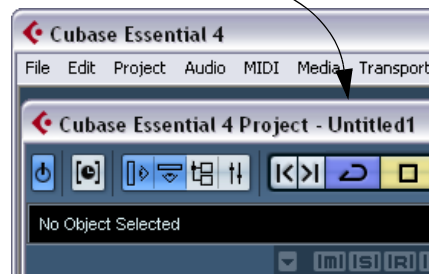 Cubase Essential 4
File Edit Project Audio MIDI Media Transport
Cubase Essential 4 Project - Untitled1
No Object Selected
m S R